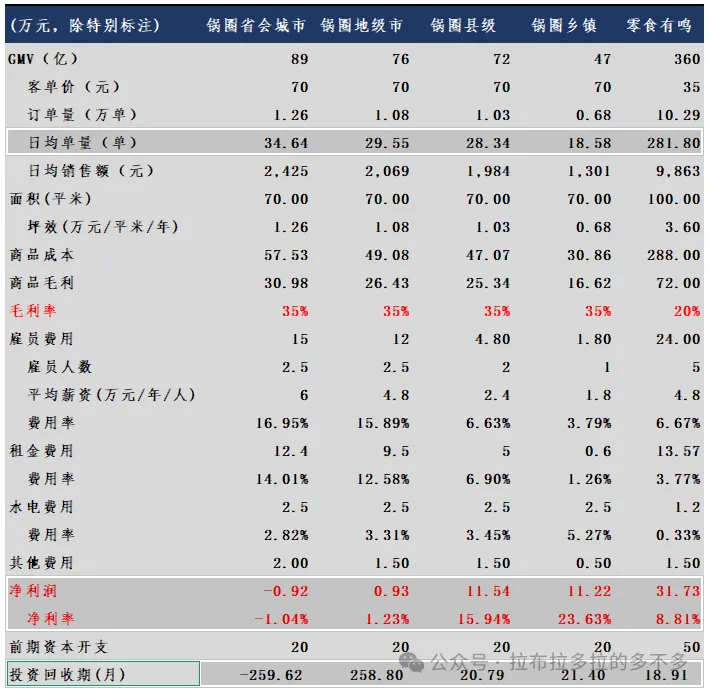 (万元，除特别标注) 锅圈省会城市 锅圈地级市 锅圈县级 锅圈乡镇 零食有鸣
GMV（亿） 89 76 72 47 360
客单价（元） 70 70 70 70 35
订单量（万单） 1.26 1.08 1.03 0.68 10.29
日均单量（单） 34.64 29.55 28.34 18.58 281.80
日均销售额（元） 2,425 2,069 1,984 1,301 9,863
面积(平米) 70.00 70.00 70.00 70.00 100.00
坪效(万元/平米/年) 1.26 1.08 1.03 0.68 3.60
商品成本 57.53 49.08 47.07 30.86 288.00
商品毛利 30.98 26.43 25.34 16.62 72.00
毛利率 35% 35% 35% 35% 20%
雇员费用 15 12 4.80 1.80 24.00
雇员人数 2.5 2.5 2 1 5
平均薪资(万元/年/人) 6 4.8 2.4 1.8 4.8
费用率 16.95% 15.89% 6.63% 3.79% 6.67%
租金费用 12.4 9.5 5 0.6 13.57
费用率 14.01% 12.58% 6.90% 1.26% 3.77%
水电费用 2.5 2.5 2.5 2.5 1.2
费用率 2.82% 3.31% 3.45% 5.27% 0.33%
其他费用 2.00 1.50 1.50 0.50 1.50
净利润 -0.92 0.93 11.54 11.22 31.73
净利率 -1.04% 1.23% 15.94% 23.63% 8.81%
前期资本开支 20 20 20 20 50
公众号 · 拉布拉多拉的多不多
投资回收期(月) -259.62 258.80 20.79 21.40 18.91